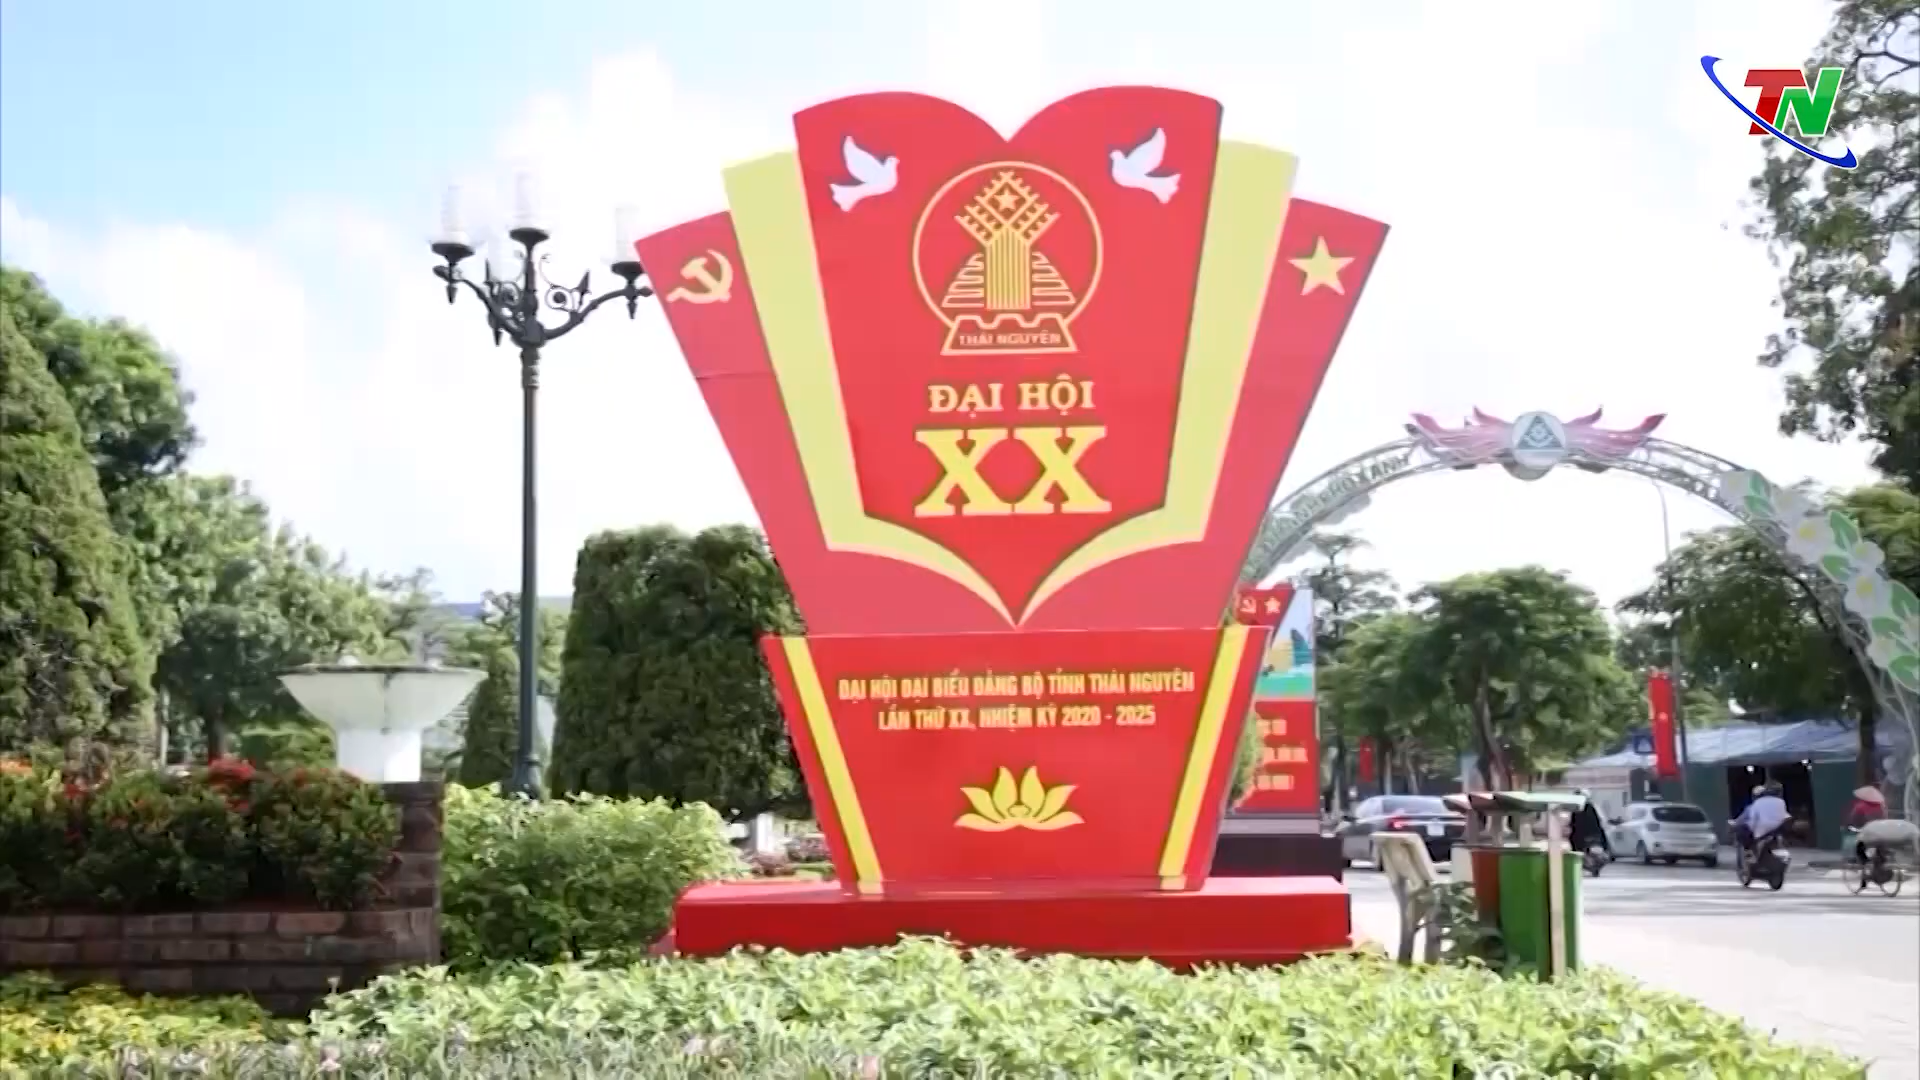 TN
THÁI NGUYÊN
ĐẠI HỘI
XX
ĐẠI HỘI ĐẠI BIỂU ĐẢNG BỘ TỈNH THÁI NGUYÊN
LẦN THỨ XX, NHIỆM KỲ 2020 - 2025